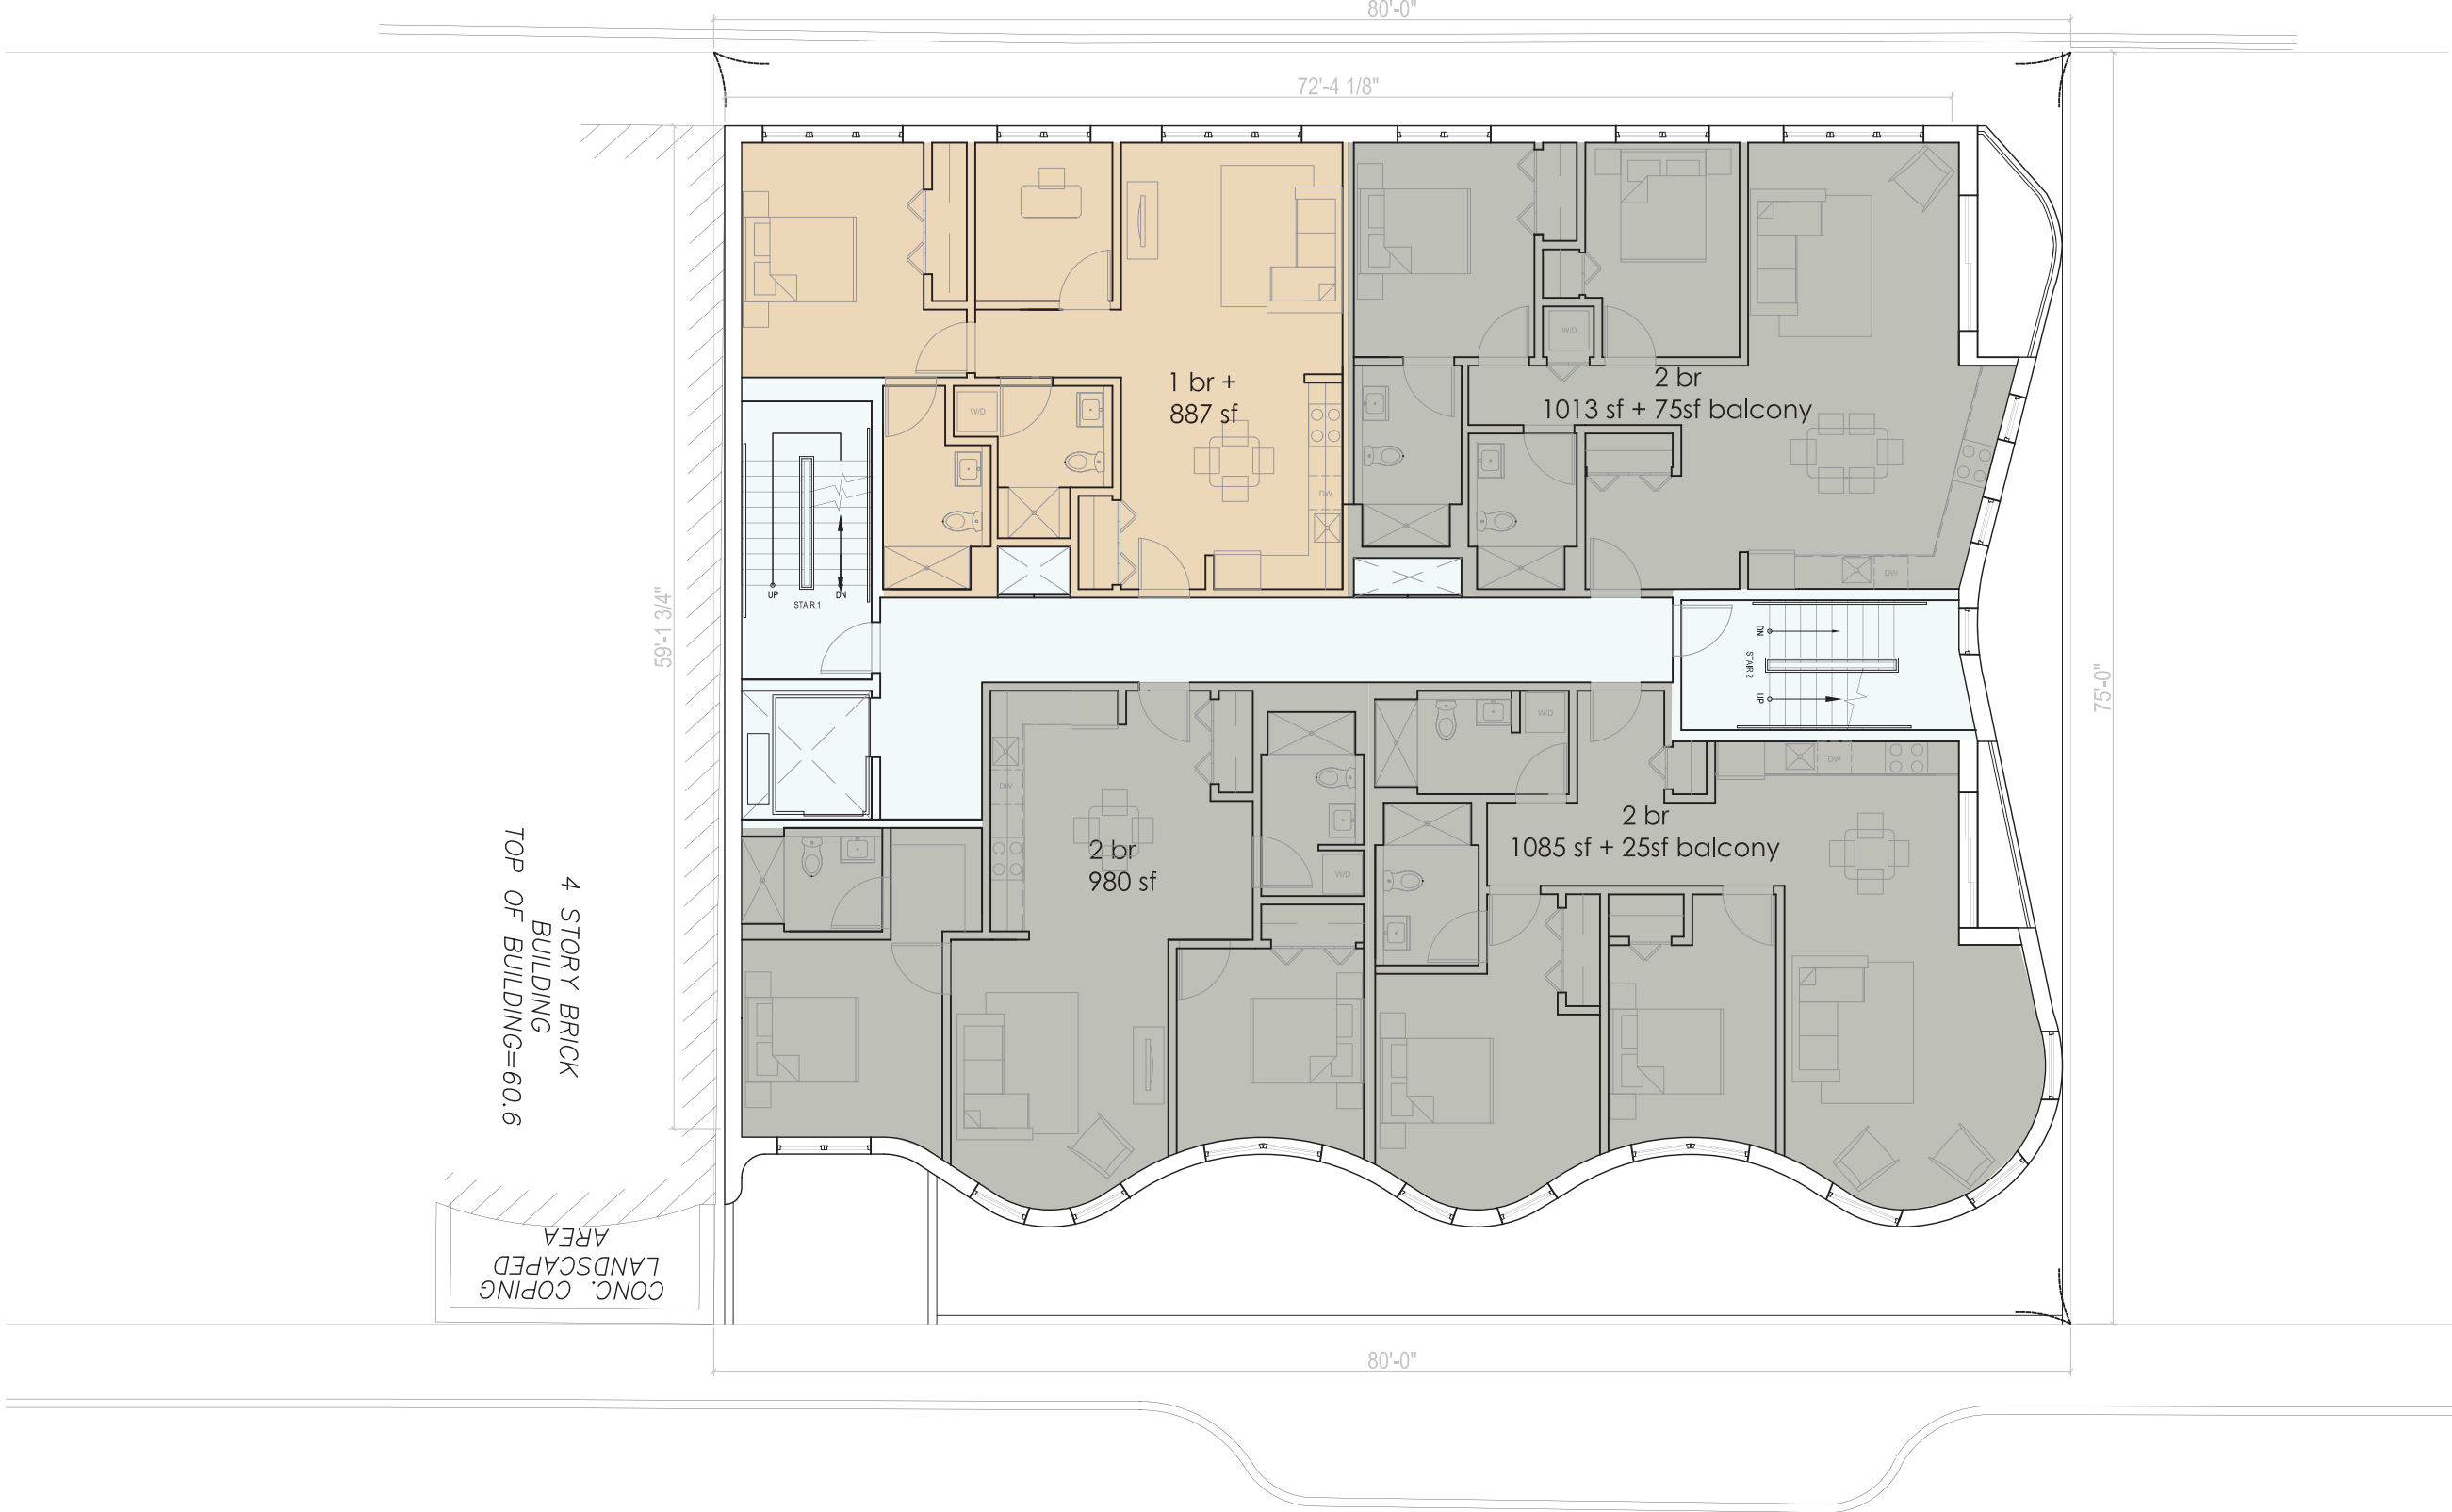 80'-0"
72'-4 1/8"
59'-1 3/4"
75'-0"
1 br +
887 sf
W/D
DW
W/D
2 br
1013 sf + 75sf balcony
DW
UP
DN
STAIR 1
DN
STAIR 2
UP
W/D
DW
DW
2 br
980 sf
W/D
2 br
1085 sf + 25sf balcony
4 STORY BRICK
BUILDING
TOP OF BUILDING=60.6
CONC. COPING
LANDSCAPED
AREA
80'-0"